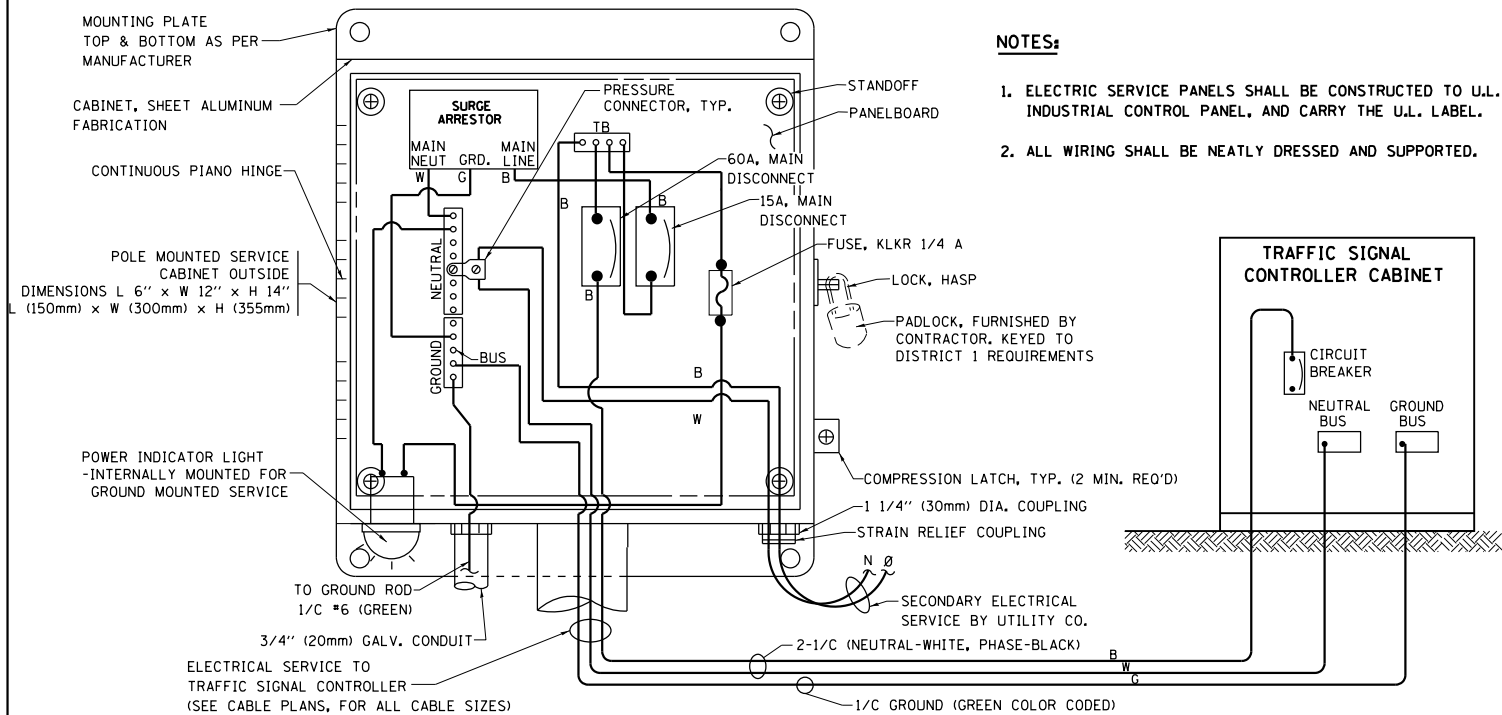 MOUNTING PLATE
TOP & BOTTOM AS PER
MANUFACTURER
CABINET, SHEET ALUMINUM
FABRICATION
CONTINUOUS PIANO HINGE
POLE MOUNTED SERVICE
CABINET OUTSIDE
DIMENSIONS L 6" x W 12" x H 14"
L (150mm) x W (300mm) x H (355mm)
POWER INDICATOR LIGHT
-INTERNALLY MOUNTED FOR
GROUND MOUNTED SERVICE
SURGE
ARRESTOR
MAIN
NEUT
GRD.
MAIN
LINE
W
G
B
PRESSURE
CONNECTOR, TYP.
TB
STANDOFF
PANELBOARD
60A, MAIN
DISCONNECT
15A, MAIN
DISCONNECT
B
B
B
FUSE, KLKR 1/4 A
NEUTRAL
GROUND
BUS
LOCK, HASP
PADLOCK, FURNISHED BY
CONTRACTOR. KEYED TO
DISTRICT 1 REQUIREMENTS
B
W
COMPRESSION LATCH, TYP. (2 MIN. REQ'D)
1 1/4" (30mm) DIA. COUPLING
STRAIN RELIEF COUPLING
N Ø
SECONDARY ELECTRICAL
SERVICE BY UTILITY CO.
TO GROUND ROD
1/C #6 (GREEN)
3/4" (20mm) GALV. CONDUIT
ELECTRICAL SERVICE TO
TRAFFIC SIGNAL CONTROLLER
(SEE CABLE PLANS, FOR ALL CABLE SIZES)
2-1/C (NEUTRAL-WHITE, PHASE-BLACK)
B
W
G
1/C GROUND (GREEN COLOR CODED)
NOTES:
1. ELECTRIC SERVICE PANELS SHALL BE CONSTRUCTED TO U.L.
INDUSTRIAL CONTROL PANEL, AND CARRY THE U.L. LABEL.
2. ALL WIRING SHALL BE NEATLY DRESSED AND SUPPORTED.
TRAFFIC SIGNAL
CONTROLLER CABINET
CIRCUIT
BREAKER
NEUTRAL
BUS
GROUND
BUS